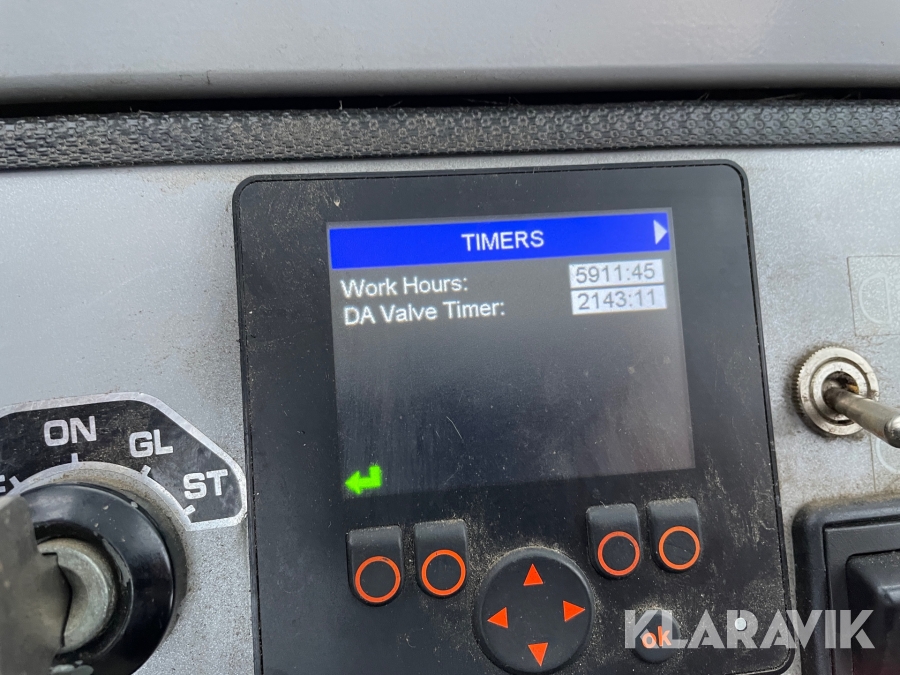 TIMERS
Work Hours: 5911:45
DA Valve Timer: 2143:11
ON
GL
ST
ok
KLARAVIK